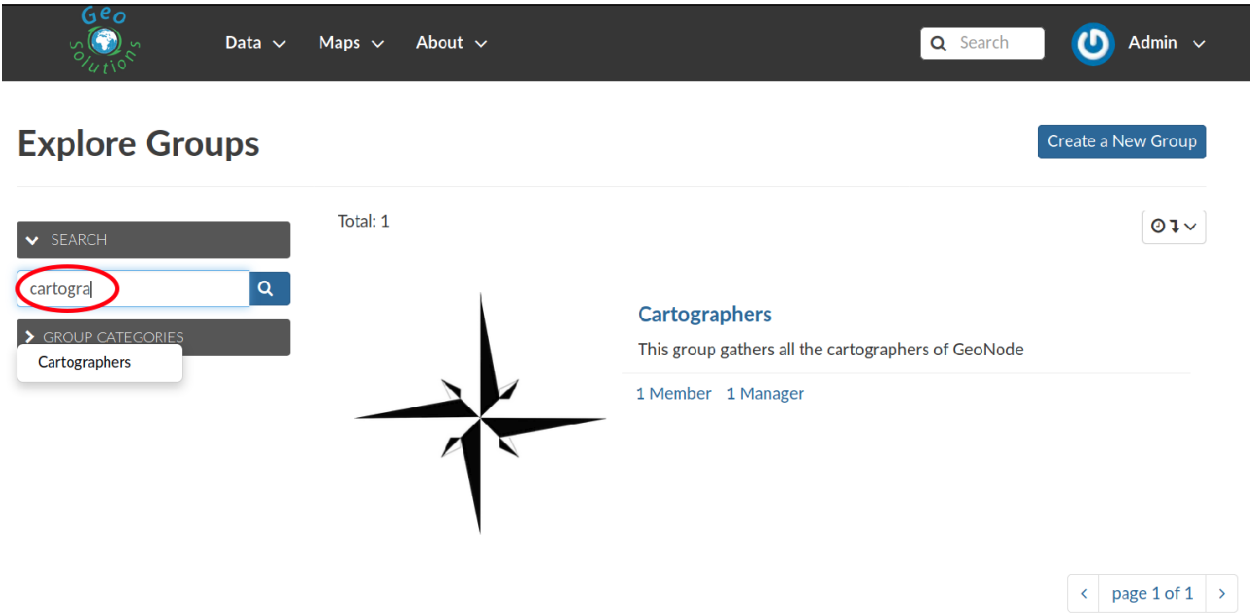 Geo
Solutions
Data Maps About Search Admin
Explore Groups
Create a New Group
SEARCH
Total: 1
cartogra
GROUP CATEGORIES
Cartographers
Cartographers
This group gathers all the cartographers of GeoNode
1 Member 1 Manager
< page 1 of 1 >